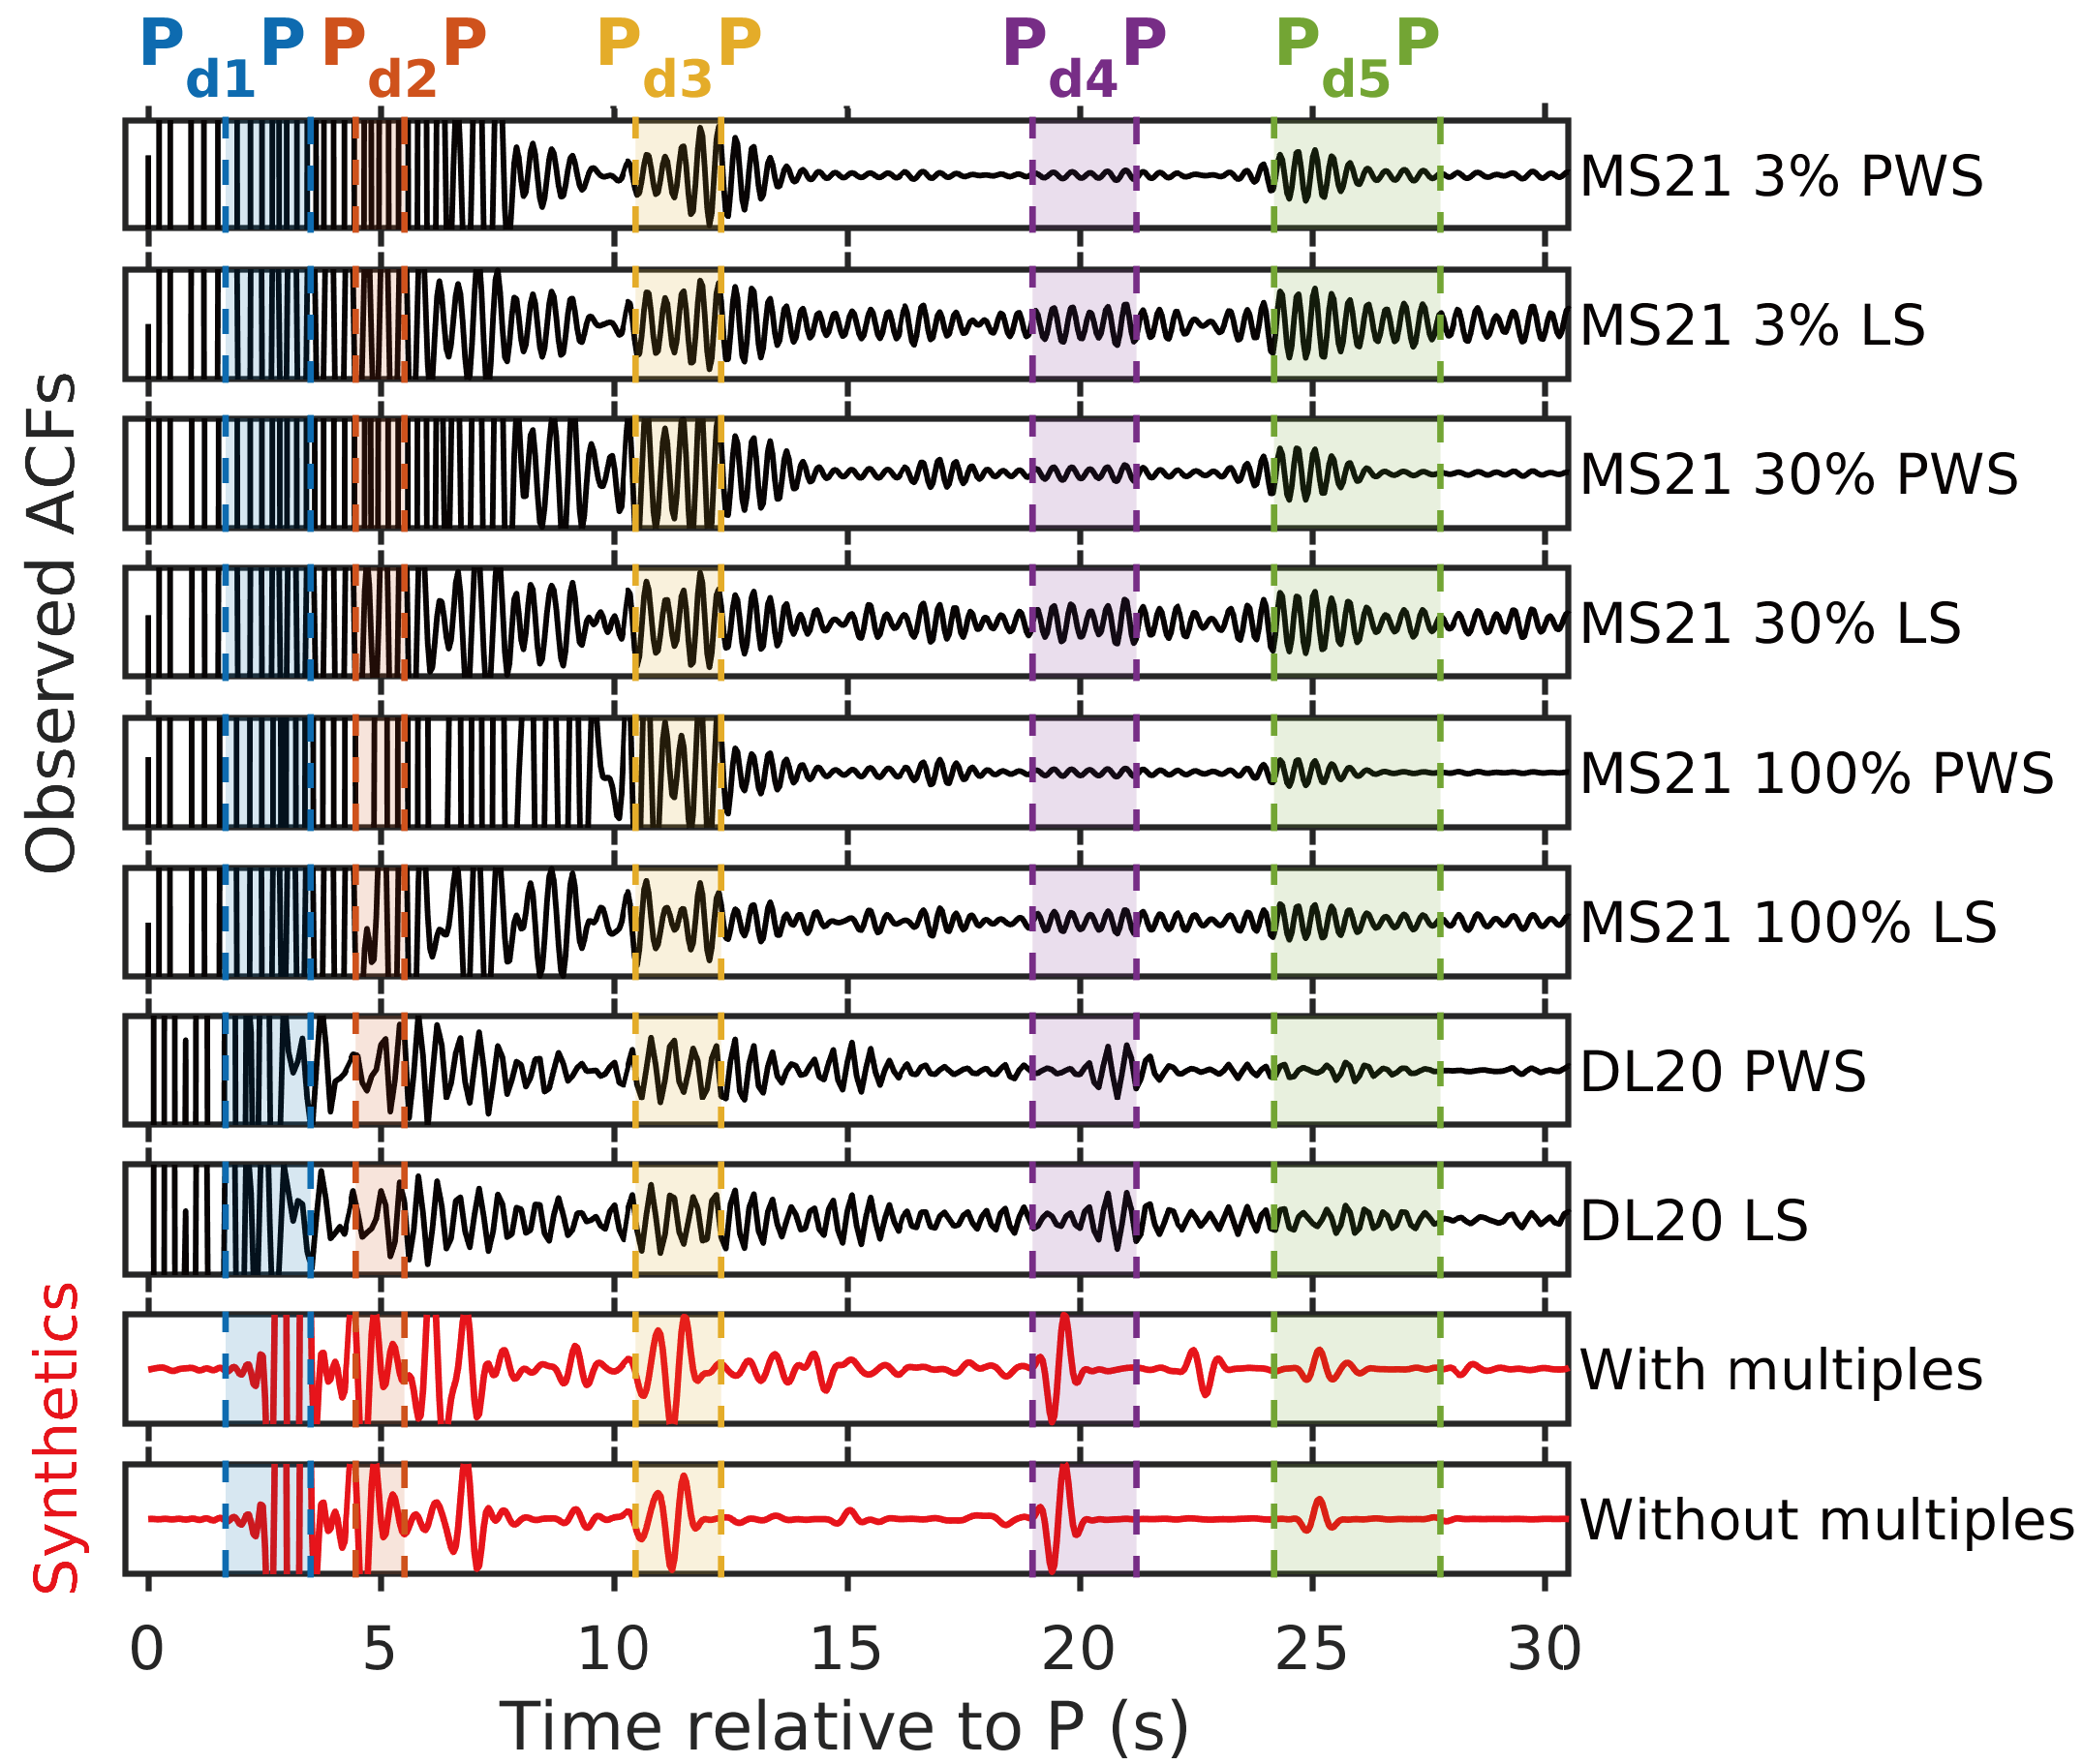 Pd1P Pd2P Pd3P Pd4P Pd5P
MS21 3% PWS
MS21 3% LS
MS21 30% PWS
MS21 30% LS
MS21 100% PWS
MS21 100% LS
DL20 PWS
DL20 LS
With multiples
Without multiples
Observed ACFs
Synthetics
0 5 10 15 20 25 30
Time relative to P (s)